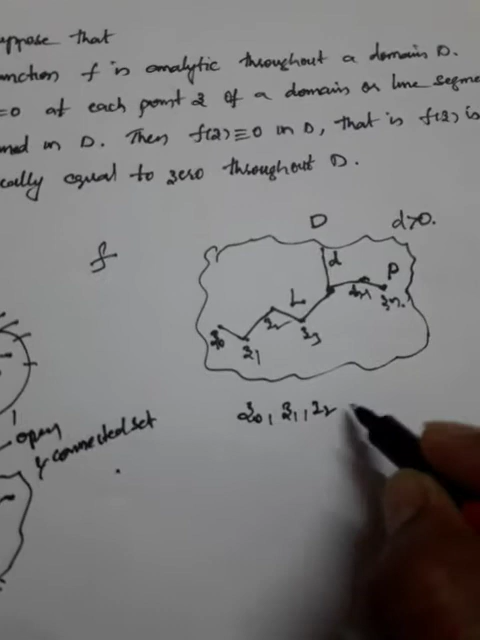 uppose that
unction f is analytic throughout a domain D.
=0 at each point z of a domain or line segme
ned in D. Then f(z)≡0 in D, that is f(z) is
cally equal to zero throughout D.
D
d>0.
f
d
P
L
z0
z1
z2
z3
zn
open
& connected set
z0, z1, z2